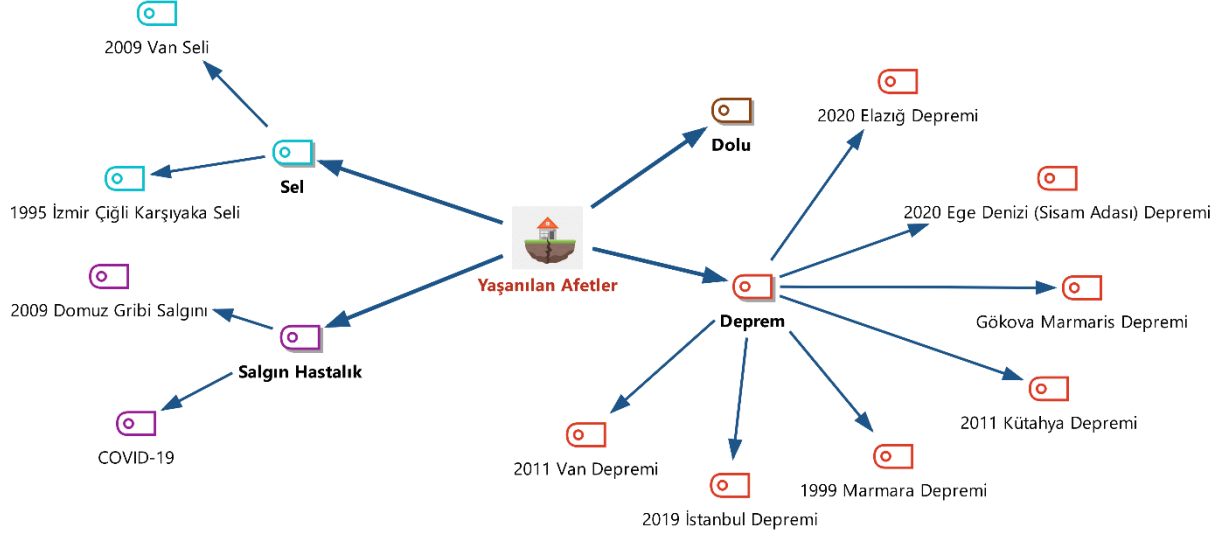 2009 Van Seli
2020 Elazığ Depremi
Dolu
Sel
1995 İzmir Çiğli Karşıyaka Seli
2020 Ege Denizi (Sisam Adası) Depremi
Yaşanılan Afetler
2009 Domuz Gribi Salgını
Deprem
Gökova Marmaris Depremi
Salgın Hastalık
2011 Kütahya Depremi
COVID-19
2011 Van Depremi
1999 Marmara Depremi
2019 İstanbul Depremi